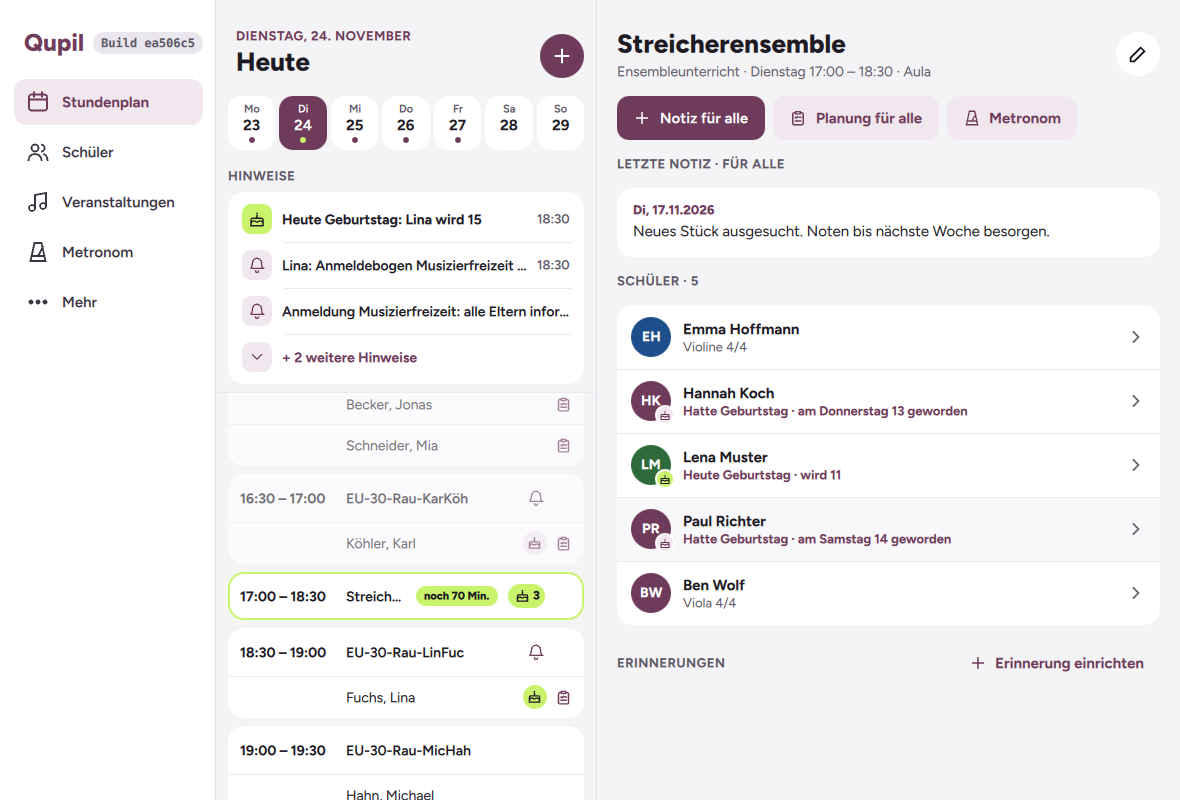 Qupil Build ea506c5
Stundenplan
Schüler
Veranstaltungen
Metronom
Mehr
DIENSTAG, 24. NOVEMBER
Heute
Mo Di Mi Do Fr Sa So
23 24 25 26 27 28 29
HINWEISE
Heute Geburtstag: Lina wird 15 18:30
Lina: Anmeldebogen Musizierfreizeit ... 18:30
Anmeldung Musizierfreizeit: alle Eltern infor...
+ 2 weitere Hinweise
Becker, Jonas
Schneider, Mia
16:30 – 17:00 EU-30-Rau-KarKöh
Köhler, Karl
17:00 – 18:30 Streich... noch 70 Min. 3
18:30 – 19:00 EU-30-Rau-LinFuc
Fuchs, Lina
19:00 – 19:30 EU-30-Rau-MicHah
Hahn, Michael
Streicherensemble
Ensembleunterricht · Dienstag 17:00 – 18:30 · Aula
Notiz für alle Planung für alle Metronom
LETZTE NOTIZ · FÜR ALLE
Di, 17.11.2026
Neues Stück ausgesucht. Noten bis nächste Woche besorgen.
SCHÜLER · 5
EH Emma Hoffmann
Violine 4/4
HK Hannah Koch
Hatte Geburtstag · am Donnerstag 13 geworden
LM Lena Muster
Heute Geburtstag · wird 11
PR Paul Richter
Hatte Geburtstag · am Samstag 14 geworden
BW Ben Wolf
Viola 4/4
ERINNERUNGEN + Erinnerung einrichten